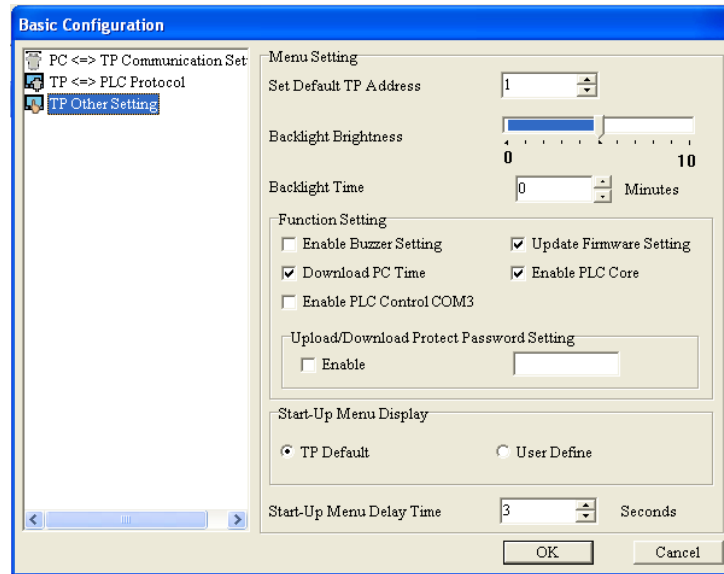 Basic Configuration
PC <=> TP Communication Set
TP <=> PLC Protocol
TP Other Setting
Menu Setting
Set Default TP Address 1
Backlight Brightness
0 10
Backlight Time 0 Minutes
Function Setting
Enable Buzzer Setting Update Firmware Setting
Download PC Time Enable PLC Core
Enable PLC Control COM3
Upload/Download Protect Password Setting
Enable
Start-Up Menu Display
TP Default User Define
Start-Up Menu Delay Time 3 Seconds
OK Cancel